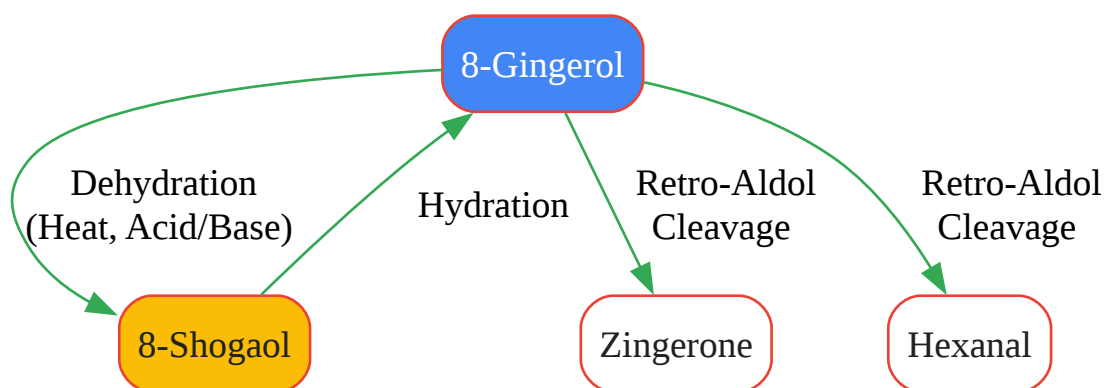 8-Gingerol
Dehydration
(Heat, Acid/Base)
Hydration
Retro-Aldol
Cleavage
Retro-Aldol
Cleavage
8-Shogaol
Zingerone
Hexanal